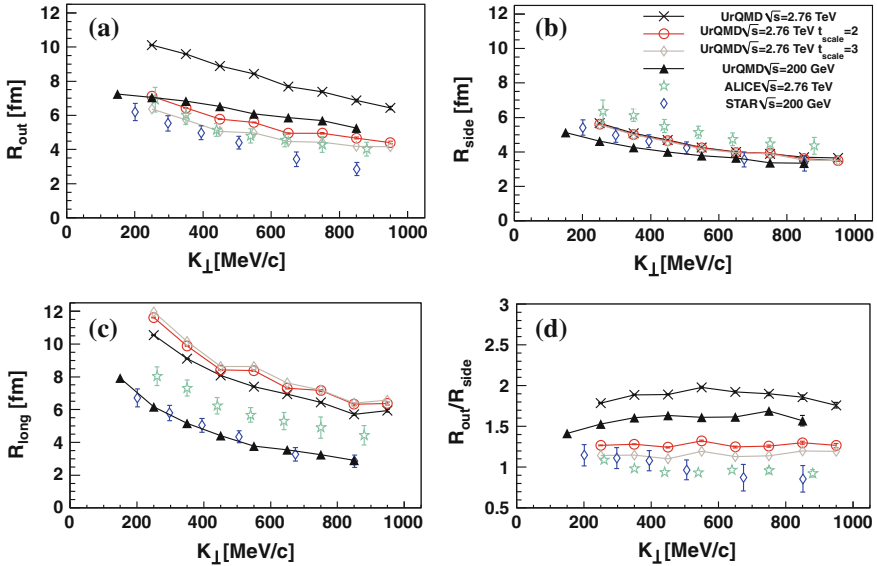 (a)
R_out [fm]
12
10
8
6
4
2
0
0 200 400 600 800 1000
K⊥[MeV/c]
(b)
UrQMD√s=2.76 TeV
UrQMD√s=2.76 TeV t_scale=2
UrQMD√s=2.76 TeV t_scale=3
UrQMD√s=200 GeV
ALICE√s=2.76 TeV
STAR√s=200 GeV
R_side [fm]
12
10
8
6
4
2
0
0 200 400 600 800 1000
K⊥[MeV/c]
(c)
R_long [fm]
12
10
8
6
4
2
0
0 200 400 600 800 1000
K⊥[MeV/c]
(d)
R_out/R_side
3
2.5
2
1.5
1
0.5
0
0 200 400 600 800 1000
K⊥[MeV/c]